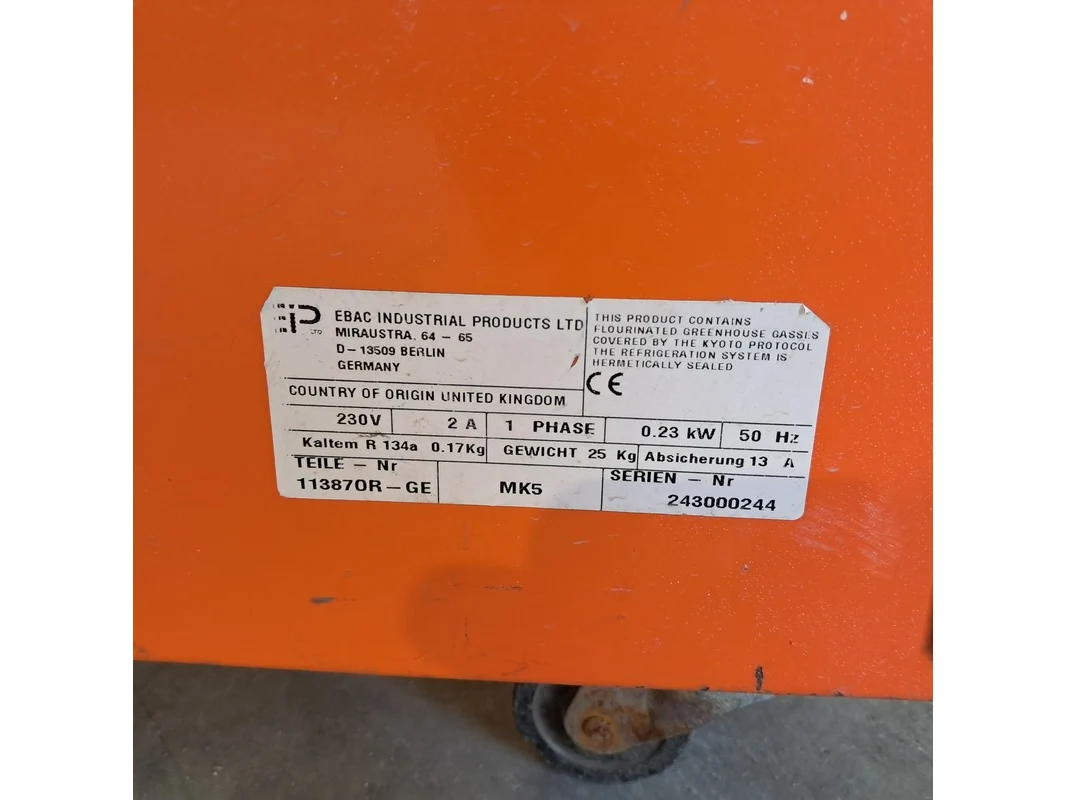 EIP LTD
EBAC INDUSTRIAL PRODUCTS LTD
MIRAUSTRA. 64 – 65
D – 13509 BERLIN
GERMANY
COUNTRY OF ORIGIN UNITED KINGDOM
THIS PRODUCT CONTAINS
FLOURINATED GREENHOUSE GASSES
COVERED BY THE KYOTO PROTOCOL
THE REFRIGERATION SYSTEM IS
HERMETICALLY SEALED
CE
230V 2 A 1 PHASE 0.23 kW 50 Hz
Kaltem R 134a 0.17Kg GEWICHT 25 Kg Absicherung 13 A
TEILE – Nr
113870R – GE
MK5
SERIEN – Nr
243000244